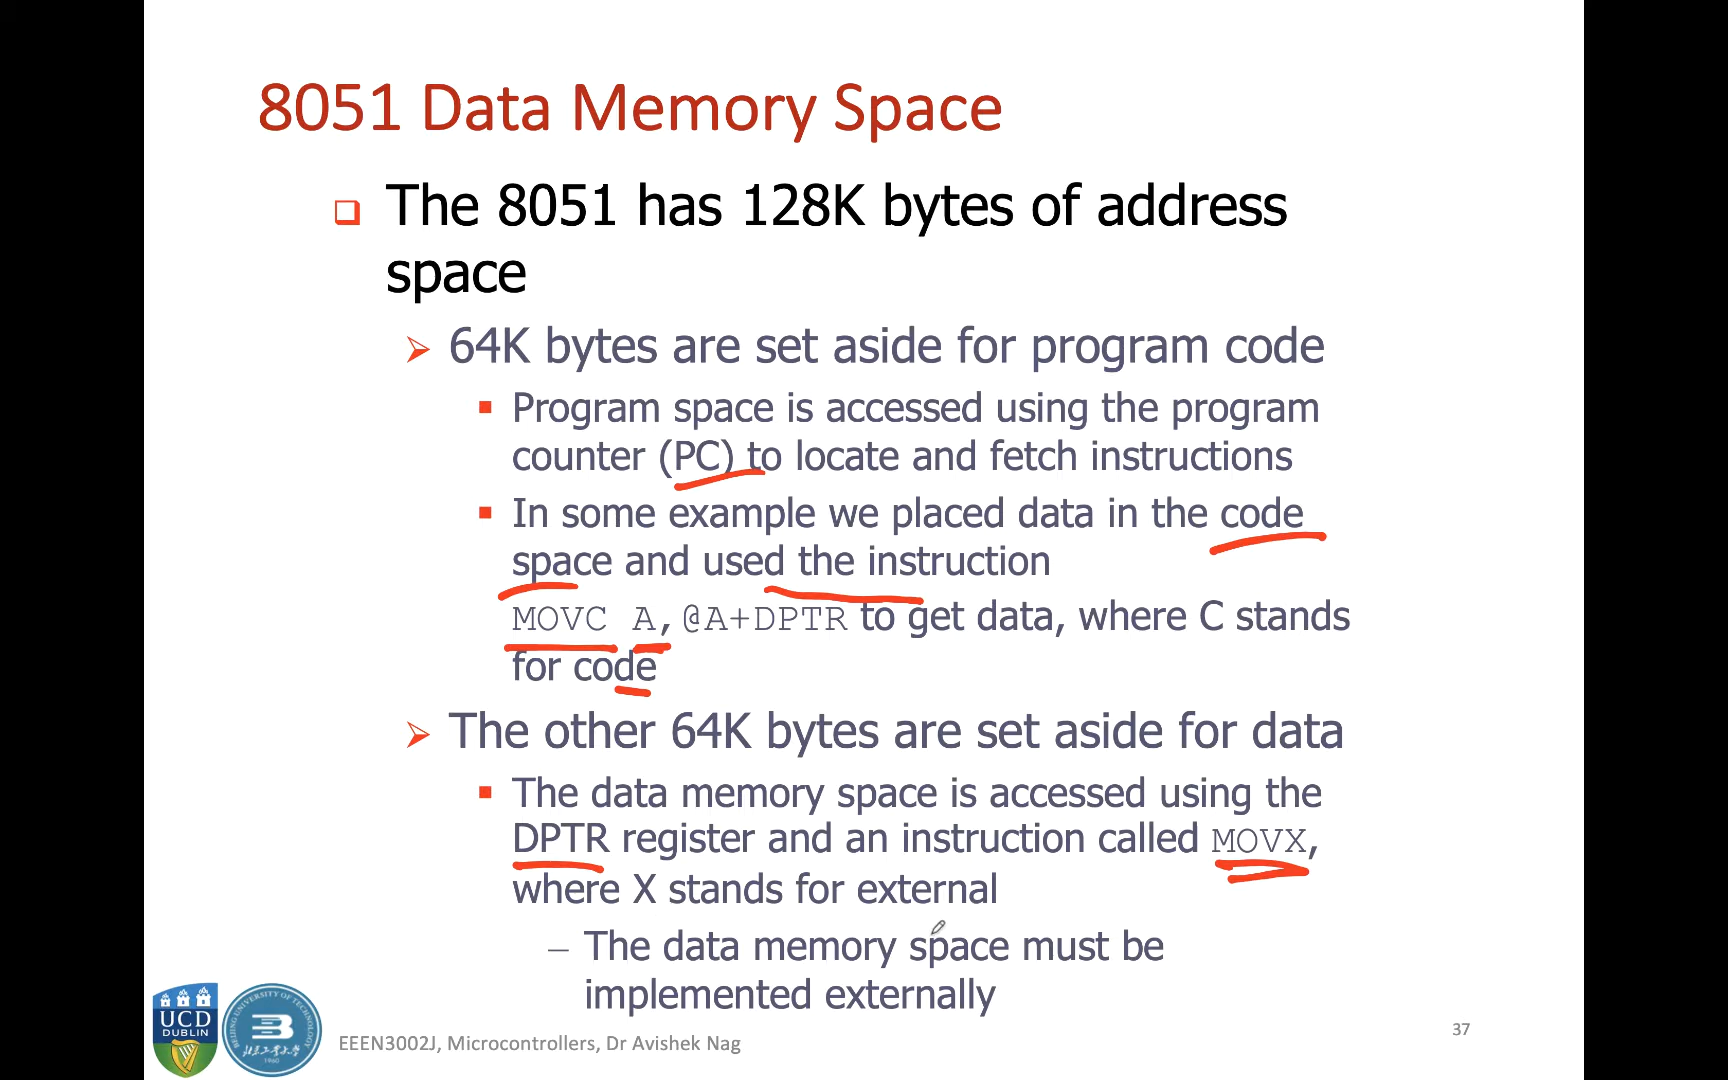 8051 Data Memory Space
The 8051 has 128K bytes of address
space
64K bytes are set aside for program code
Program space is accessed using the program
counter (PC) to locate and fetch instructions
In some example we placed data in the code
space and used the instruction
MOVC A,@A+DPTR to get data, where C stands
for code
The other 64K bytes are set aside for data
The data memory space is accessed using the
DPTR register and an instruction called MOVX,
where X stands for external
– The data memory space must be
implemented externally
UCD
DUBLIN
1960
EEEN3002J, Microcontrollers, Dr Avishek Nag
37